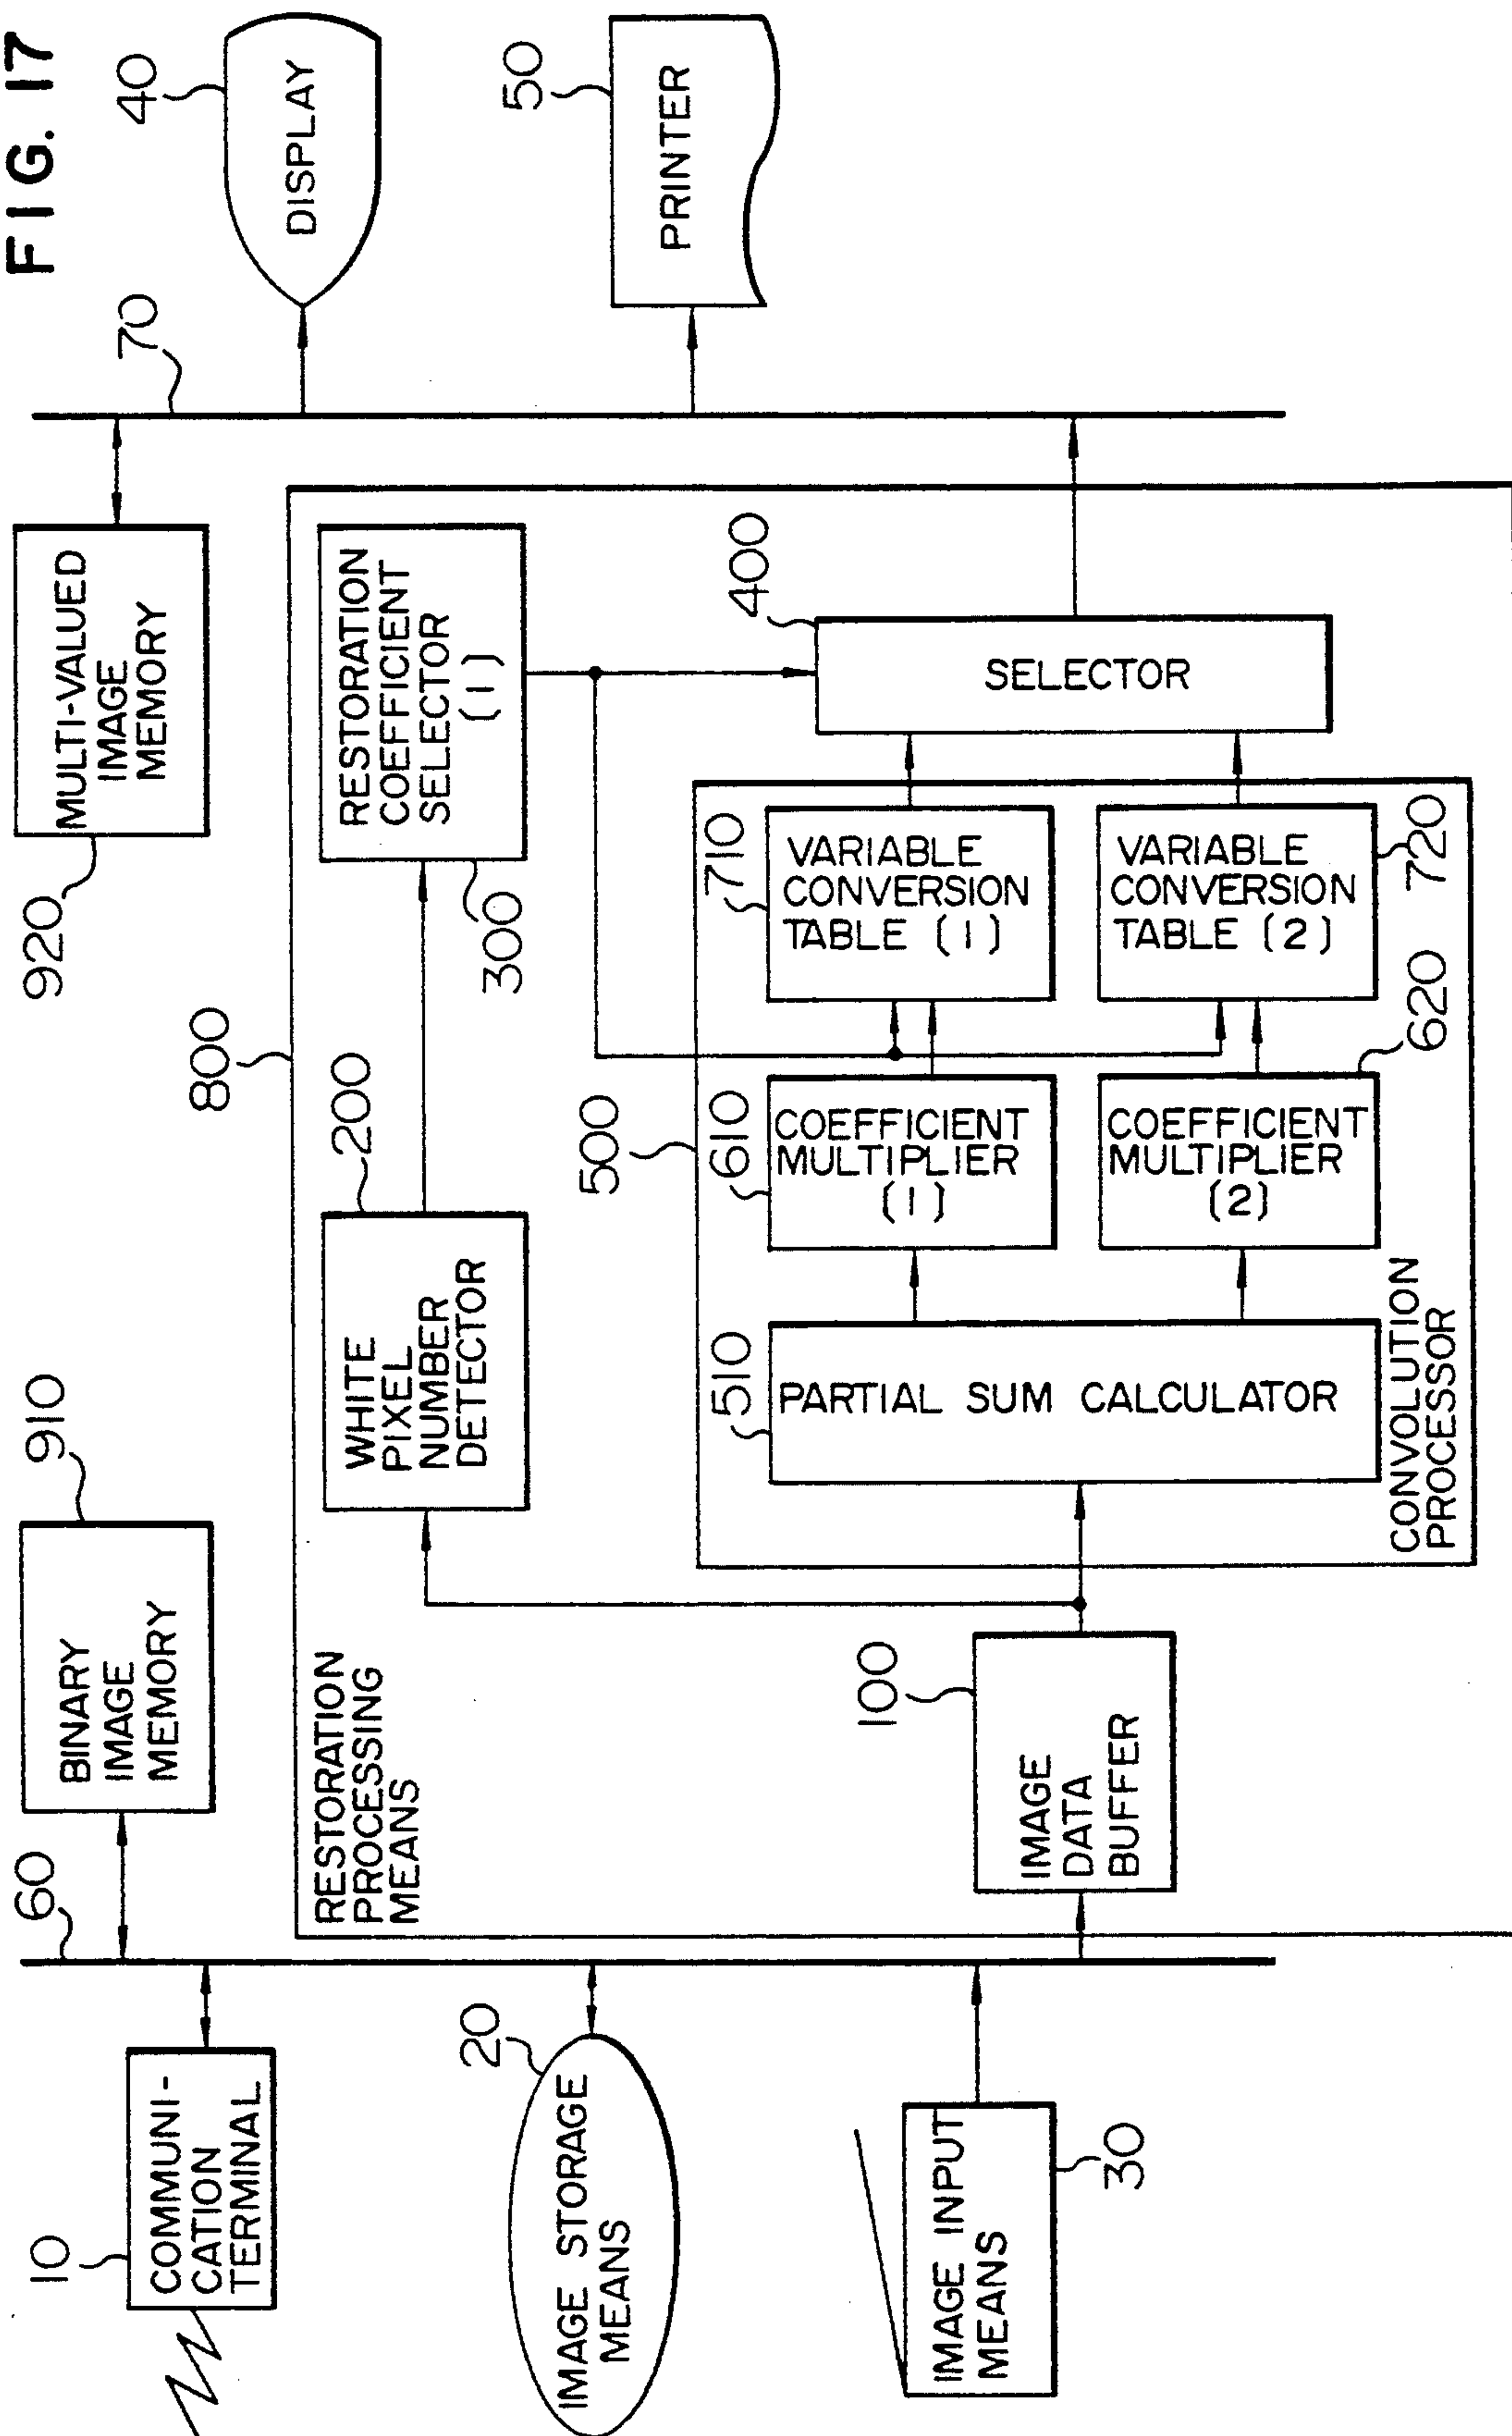 FIG. 17
10
COMMUNI-
CATION
TERMINAL
20
IMAGE STORAGE
MEANS
IMAGE INPUT
MEANS
30
60
910
BINARY
IMAGE
MEMORY
800
RESTORATION
PROCESSING
MEANS
100
IMAGE
DATA
BUFFER
200
WHITE
PIXEL
NUMBER
DETECTOR
300
RESTORATION
COEFFICIENT
SELECTOR
(1)
500
510
PARTIAL SUM CALCULATOR
CONVOLUTION
PROCESSOR
610
COEFFICIENT
MULTIPLIER
(1)
COEFFICIENT
MULTIPLIER
(2)
620
710
VARIABLE
CONVERSION
TABLE (1)
VARIABLE
CONVERSION
TABLE (2)
720
400
SELECTOR
920
MULTI-VALUED
IMAGE
MEMORY
70
40
DISPLAY
50
PRINTER